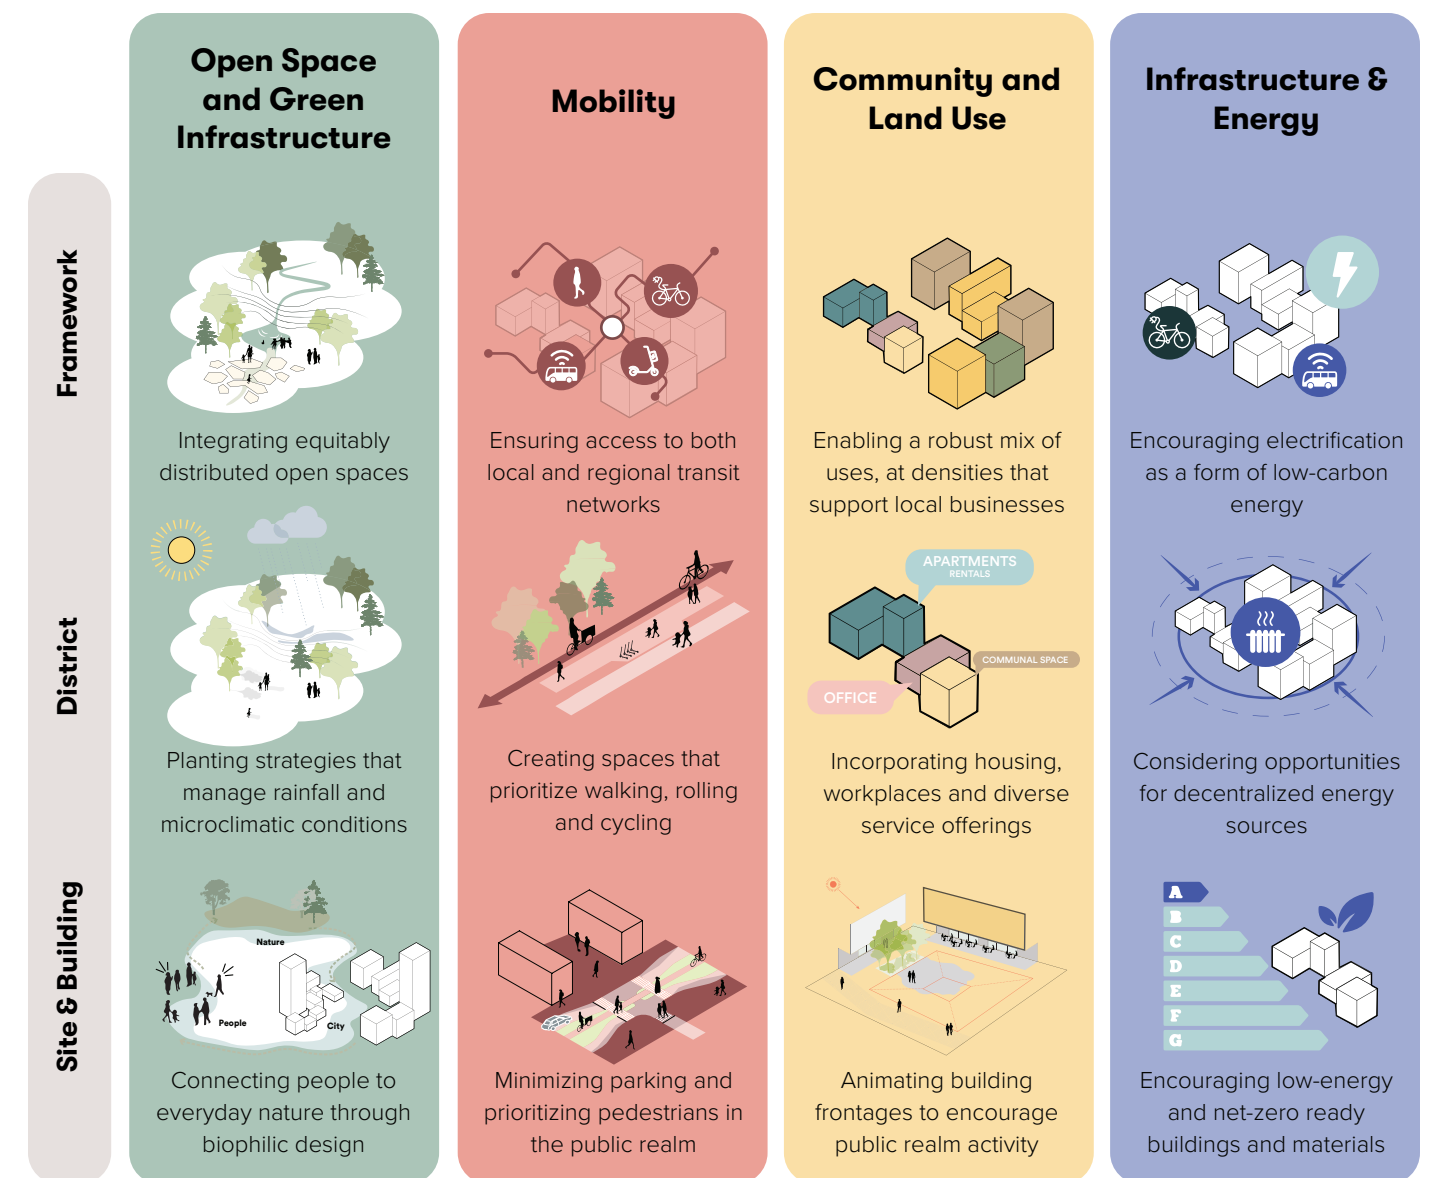 Open Space
and Green
Infrastructure
Mobility
Community and
Land Use
Infrastructure &
Energy
Framework
Integrating equitably
distributed open spaces
Ensuring access to both
local and regional transit
networks
Enabling a robust mix of
uses, at densities that
support local businesses
Encouraging electrification
as a form of low-carbon
energy
District
Planting strategies that
manage rainfall and
microclimatic conditions
Creating spaces that
prioritize walking, rolling
and cycling
APARTMENTS
RENTALS
COMMUNAL SPACE
OFFICE
Incorporating housing,
workplaces and diverse
service offerings
Considering opportunities
for decentralized energy
sources
Site & Building
Nature
People
City
Connecting people to
everyday nature through
biophilic design
Minimizing parking and
prioritizing pedestrians in
the public realm
Animating building
frontages to encourage
public realm activity
A
B
C
D
E
F
G
Encouraging low-energy
and net-zero ready
buildings and materials